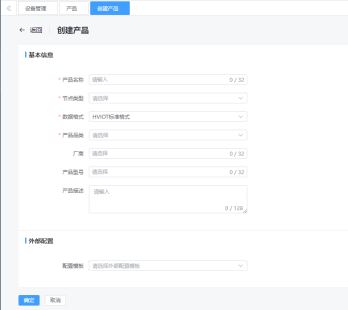 设备管理 产品 创建产品
← 返回 创建产品
基本信息
* 产品名称 请输入 0 / 32
* 节点类型 请选择
* 数据格式 HVIOT标准格式
* 产品品类 请选择
厂商 请选择 0 / 32
产品型号 请选择 0 / 32
产品描述 请输入
0 / 128
外部配置
配置模板 请选择外部配置模板
确定 取消